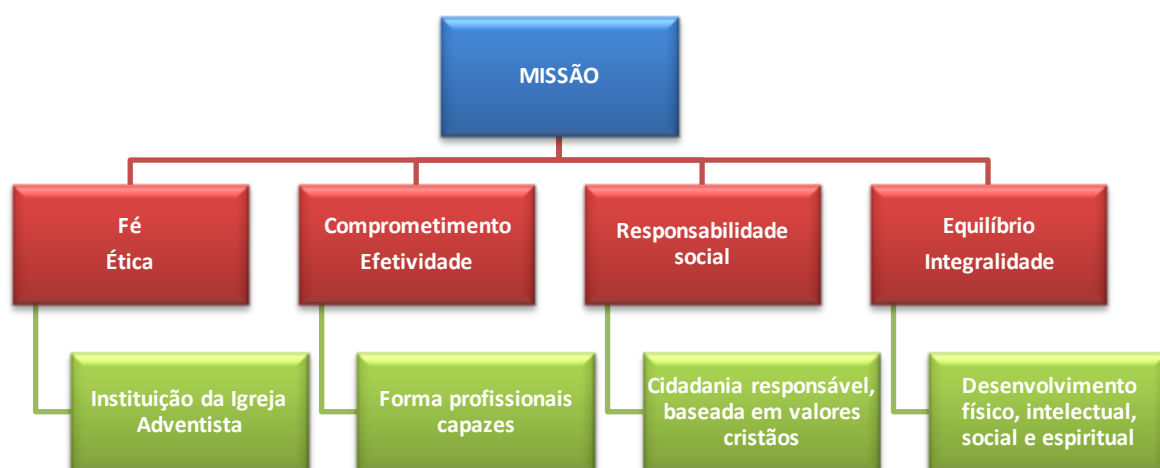 MISSÃO
Fé
Ética
Comprometimento
Efetividade
Responsabilidade
social
Equilíbrio
Integralidade
Instituição da Igreja
Adventista
Forma profissionais
capazes
Cidadania responsável,
baseada em valores
cristãos
Desenvolvimento
físico, intelectual,
social e espiritual